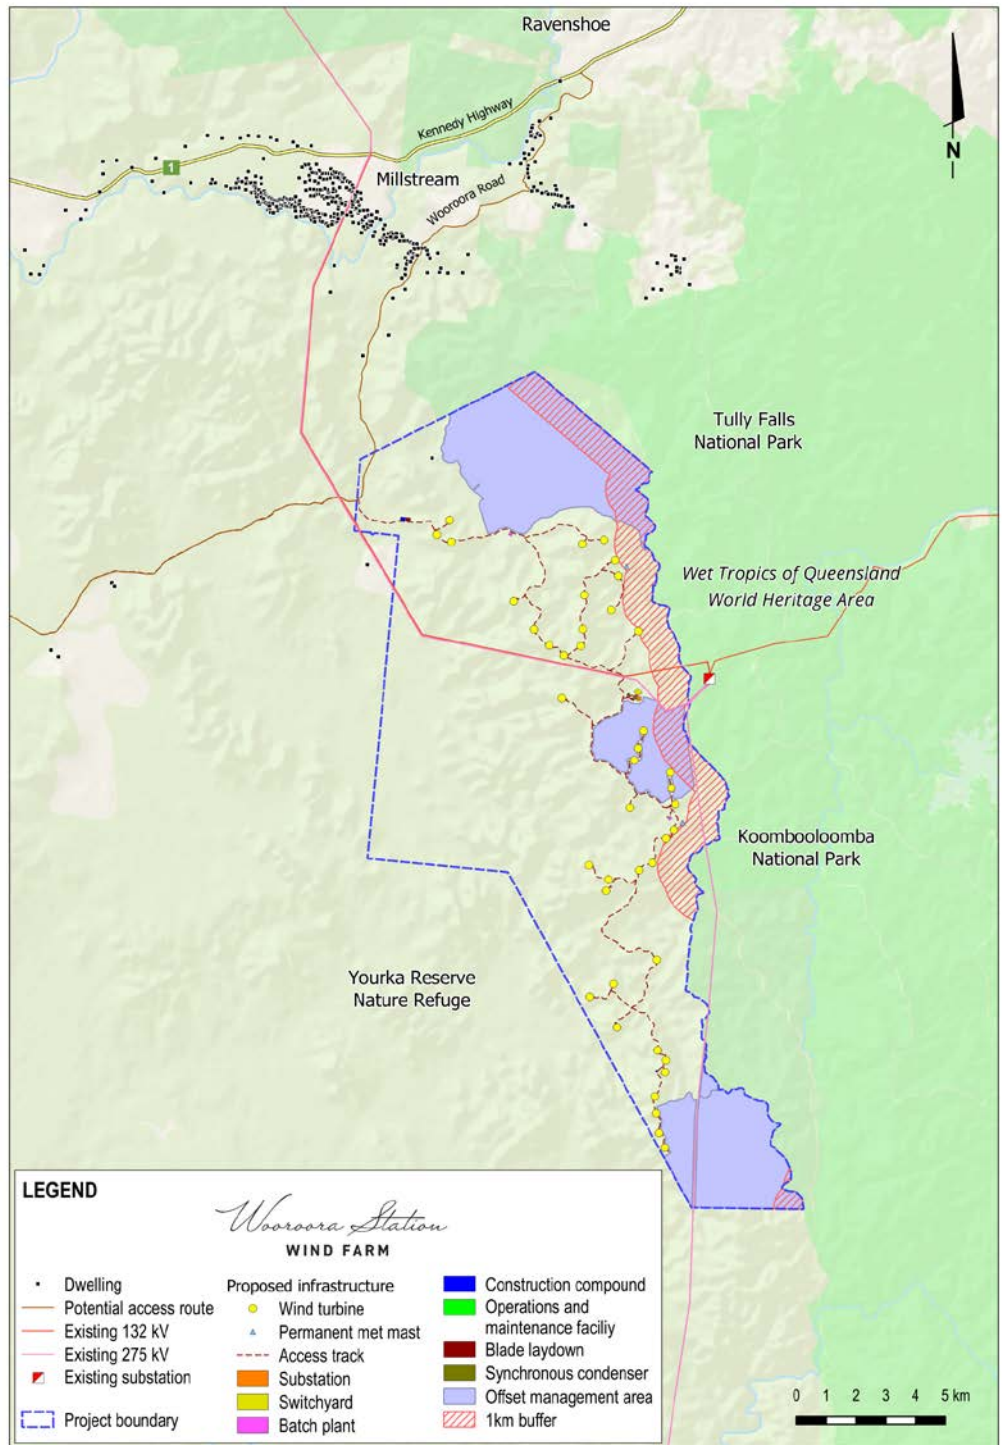 Ravenshoe
Kennedy Highway
1
Millstream
Wooroora Road
N
Tully Falls
National Park
Wet Tropics of Queensland
World Heritage Area
Koombooloomba
National Park
Yourka Reserve
Nature Refuge
LEGEND
Wooroora Station
WIND FARM
Dwelling
Potential access route
Existing 132 kV
Existing 275 kV
Existing substation
Project boundary
Proposed infrastructure
Wind turbine
Permanent met mast
Access track
Substation
Switchyard
Batch plant
Construction compound
Operations and
maintenance faciliy
Blade laydown
Synchronous condenser
Offset management area
1km buffer
0 1 2 3 4 5 km